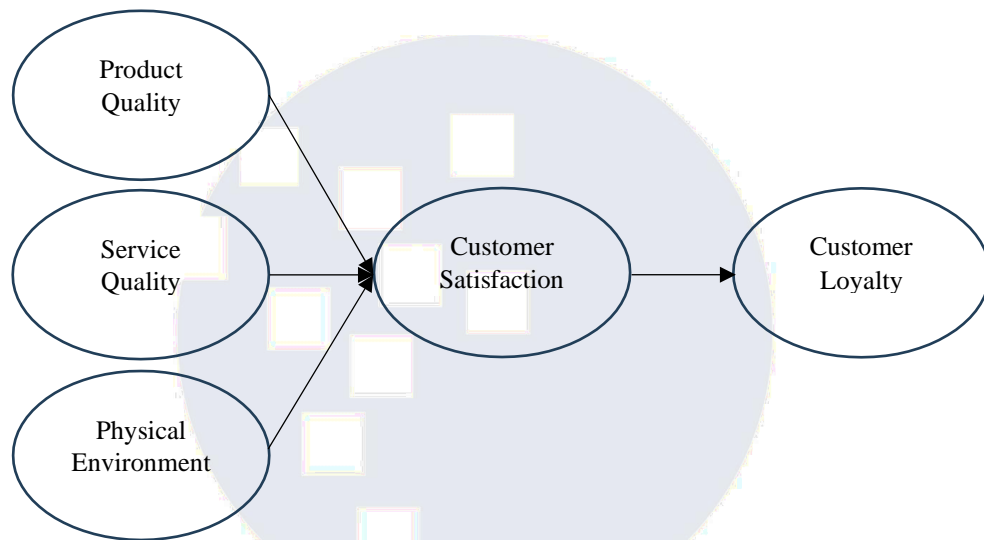 Product
Quality
Service
Quality
Customer
Satisfaction
Customer
Loyalty
Physical
Environment